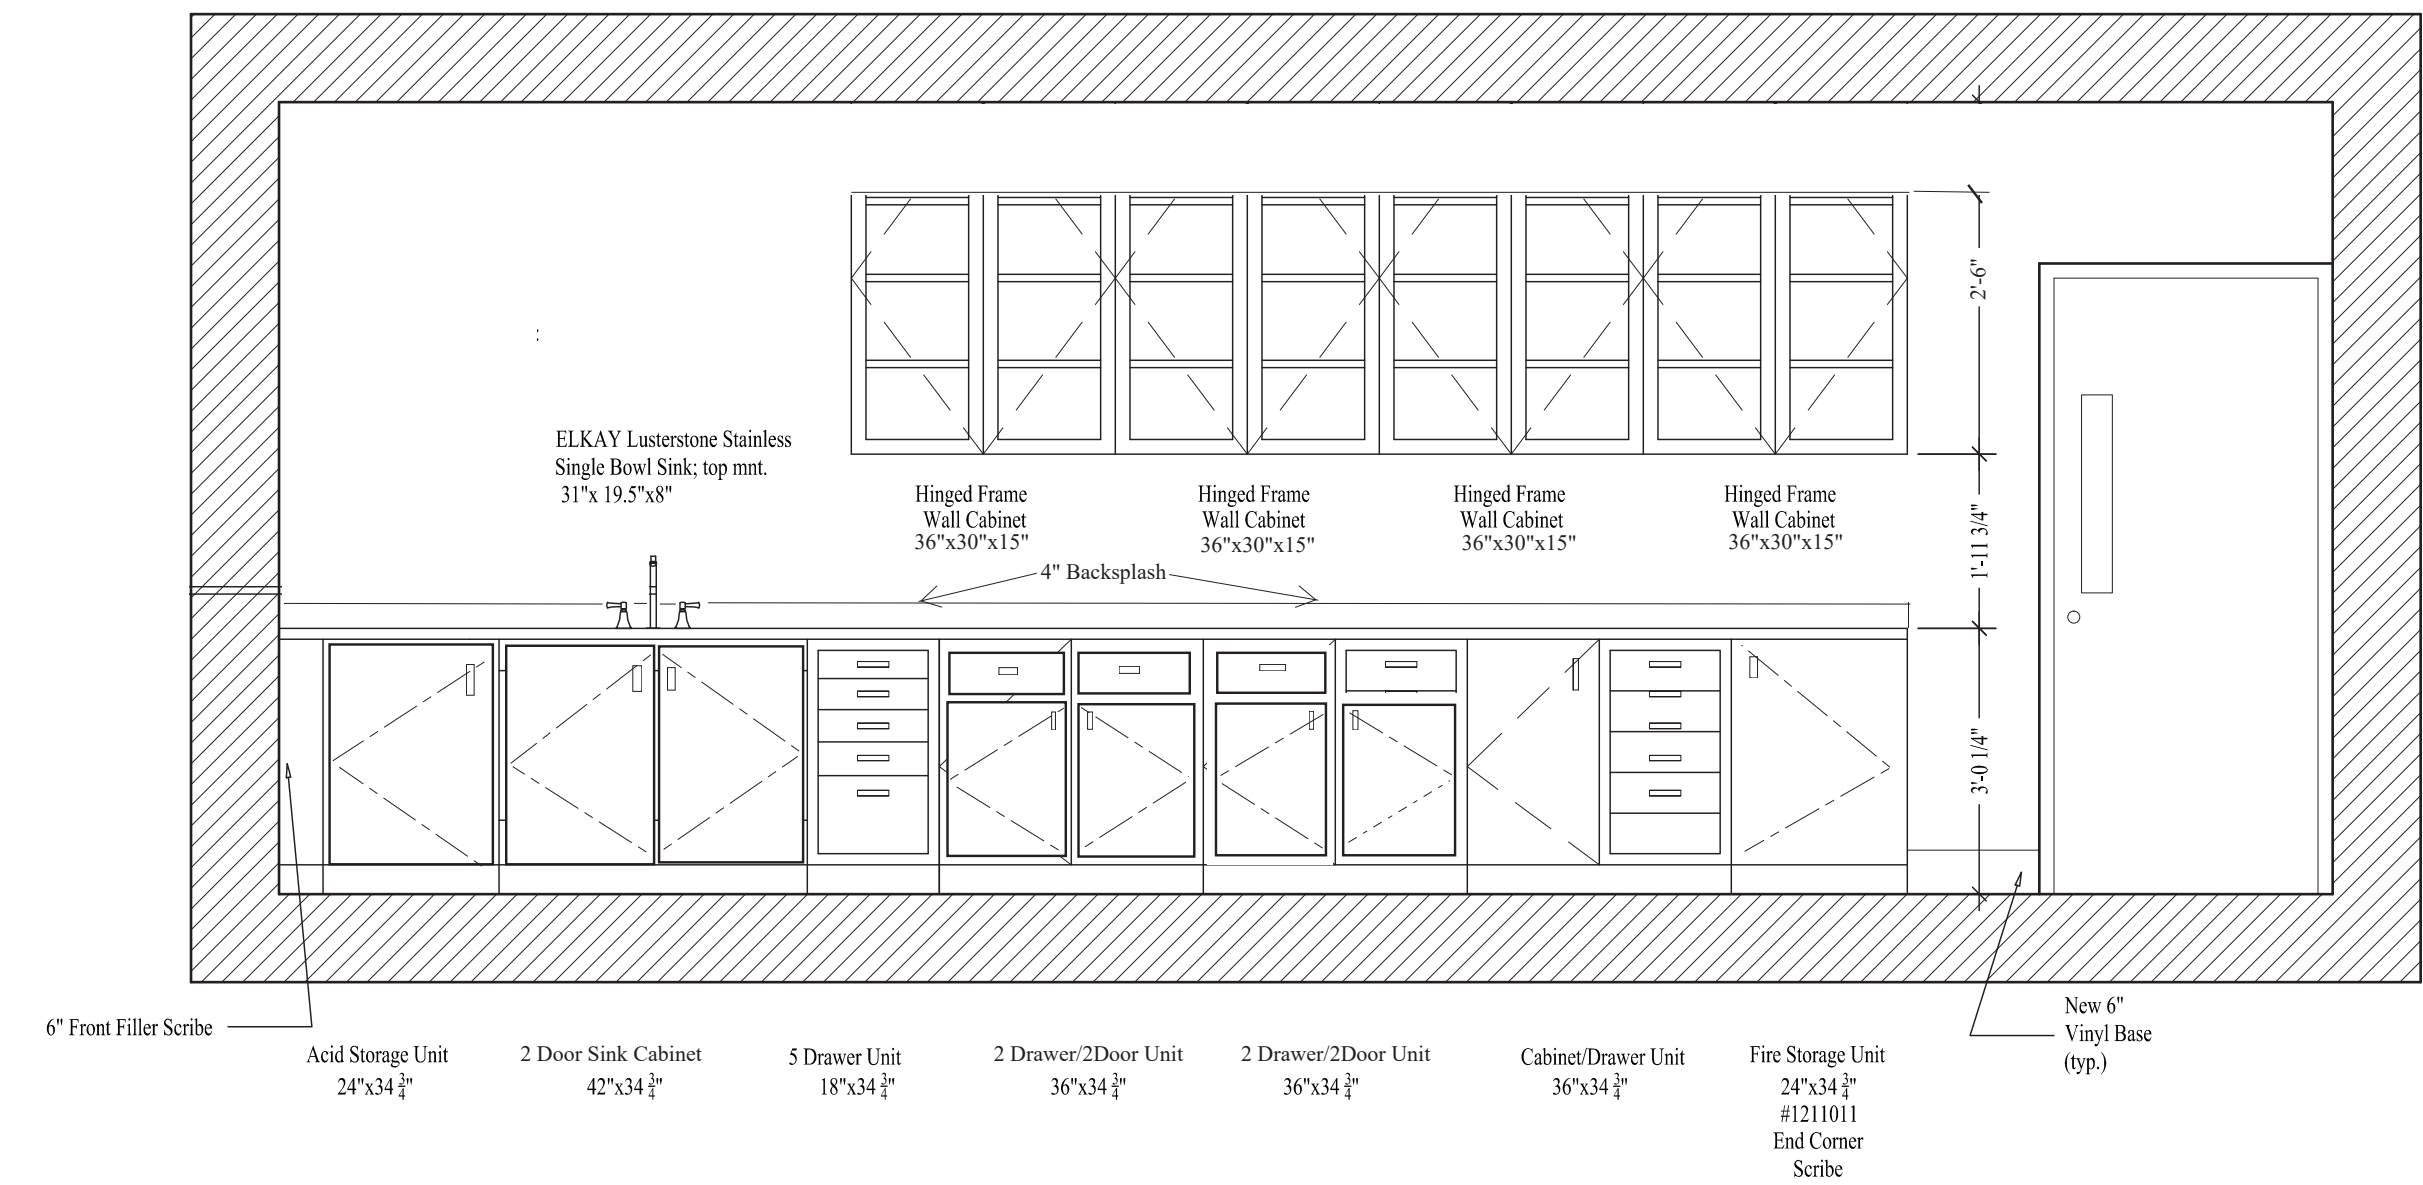 2'-6"
ELKAY Lusterstone Stainless
Single Bowl Sink; top mnt.
31"x 19.5"x8"
Hinged Frame
Wall Cabinet
36"x30"x15"
Hinged Frame
Wall Cabinet
36"x30"x15"
Hinged Frame
Wall Cabinet
36"x30"x15"
Hinged Frame
Wall Cabinet
36"x30"x15"
1'-11 3/4"
4" Backsplash
3'-0 1/4"
6" Front Filler Scribe
Acid Storage Unit
24"x34 3/4"
2 Door Sink Cabinet
42"x34 3/4"
5 Drawer Unit
18"x34 3/4"
2 Drawer/2Door Unit
36"x34 3/4"
2 Drawer/2Door Unit
36"x34 3/4"
Cabinet/Drawer Unit
36"x34 3/4"
Fire Storage Unit
24"x34 3/4"
#1211011
End Corner
Scribe
New 6"
Vinyl Base
(typ.)